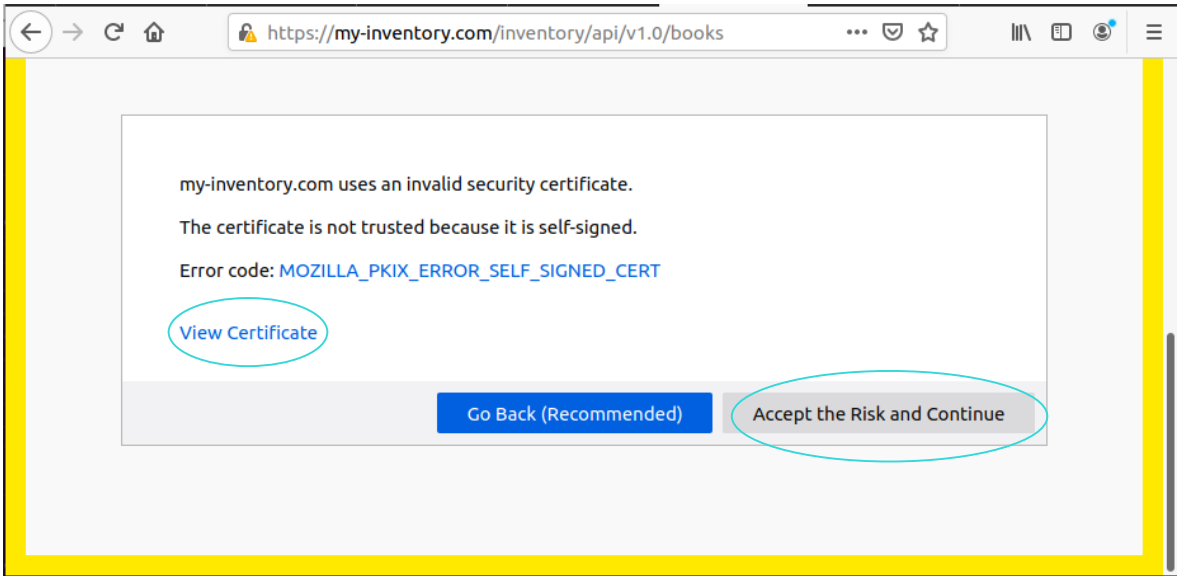 https://my-inventory.com/inventory/api/v1.0/books
my-inventory.com uses an invalid security certificate.
The certificate is not trusted because it is self-signed.
Error code: MOZILLA_PKIX_ERROR_SELF_SIGNED_CERT
View Certificate
Go Back (Recommended)
Accept the Risk and Continue